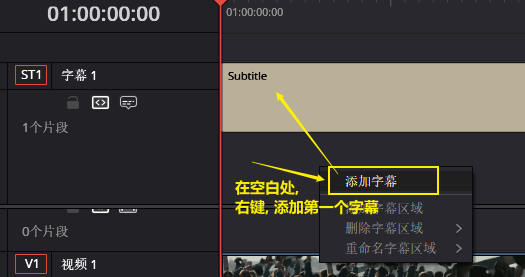 01:00:00:00
01:00:00:00
ST1 字幕 1
Subtitle
1个片段
添加字幕
在空白处,
右键, 添加第一个字幕
字幕区域
删除字幕区域
0个片段
重命名字幕区域
V1 视频 1